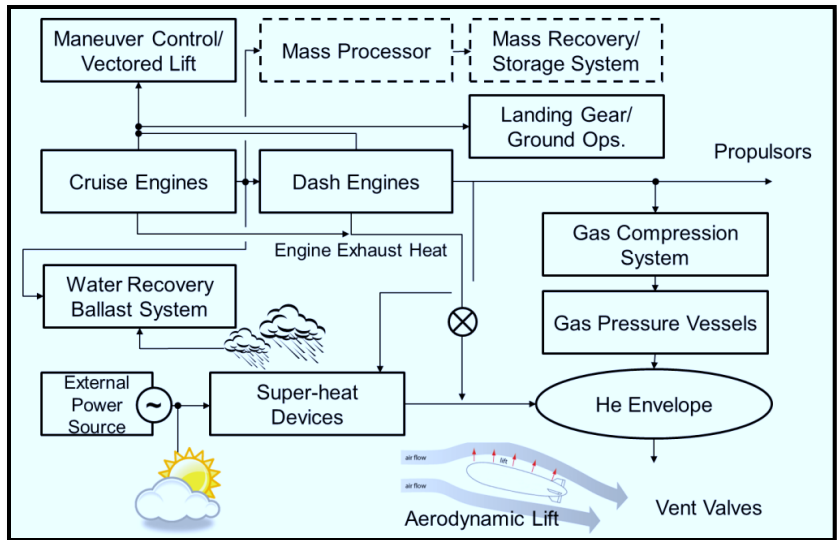 Maneuver Control/
Vectored Lift
Mass Processor
Mass Recovery/
Storage System
Landing Gear/
Ground Ops.
Propulsors
Cruise Engines
Dash Engines
Engine Exhaust Heat
Gas Compression
System
Water Recovery
Ballast System
Gas Pressure Vessels
External
Power
Source
~
Super-heat
Devices
He Envelope
air flow
lift
air flow
Aerodynamic Lift
Vent Valves